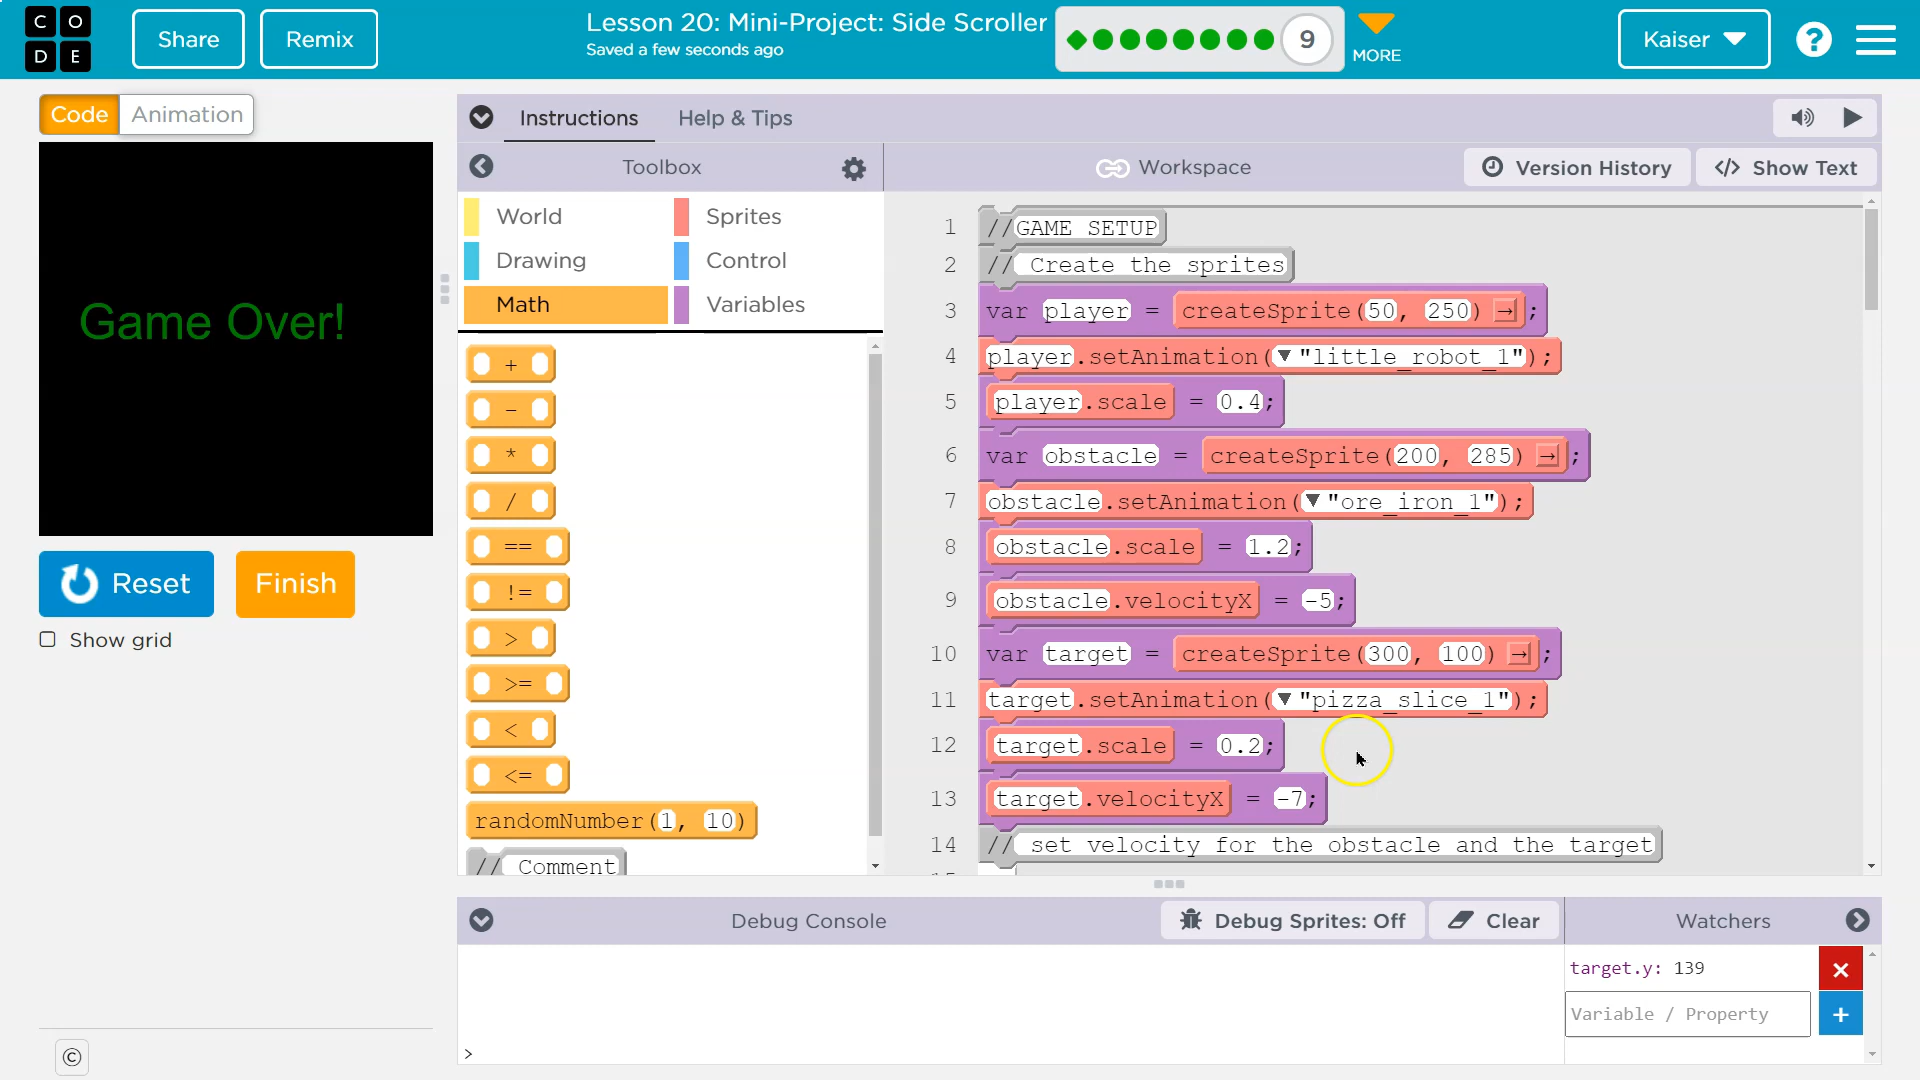 C O D E
Share
Remix
Lesson 20: Mini-Project: Side Scroller
Saved a few seconds ago
9
MORE
Kaiser
?
Code
Animation
Game Over!
Reset
Finish
Show grid
©
Instructions
Help & Tips
Toolbox
Workspace
Version History
</> Show Text
World
Sprites
Drawing
Control
Math
Variables
+
-
*
/
==
!=
>
>=
<
<=
randomNumber(1, 10)
// Comment
1 //GAME SETUP
2 // Create the sprites
3 var player = createSprite(50, 250) → ;
4 player.setAnimation(▼"little_robot_1");
5 player.scale = 0.4;
6 var obstacle = createSprite(200, 285) → ;
7 obstacle.setAnimation(▼"ore_iron_1");
8 obstacle.scale = 1.2;
9 obstacle.velocityX = -5;
10 var target = createSprite(300, 100) → ;
11 target.setAnimation(▼"pizza_slice_1");
12 target.scale = 0.2;
13 target.velocityX = -7;
14 // set velocity for the obstacle and the target
Debug Console
Debug Sprites: Off
Clear
Watchers
target.y: 139
Variable / Property
>